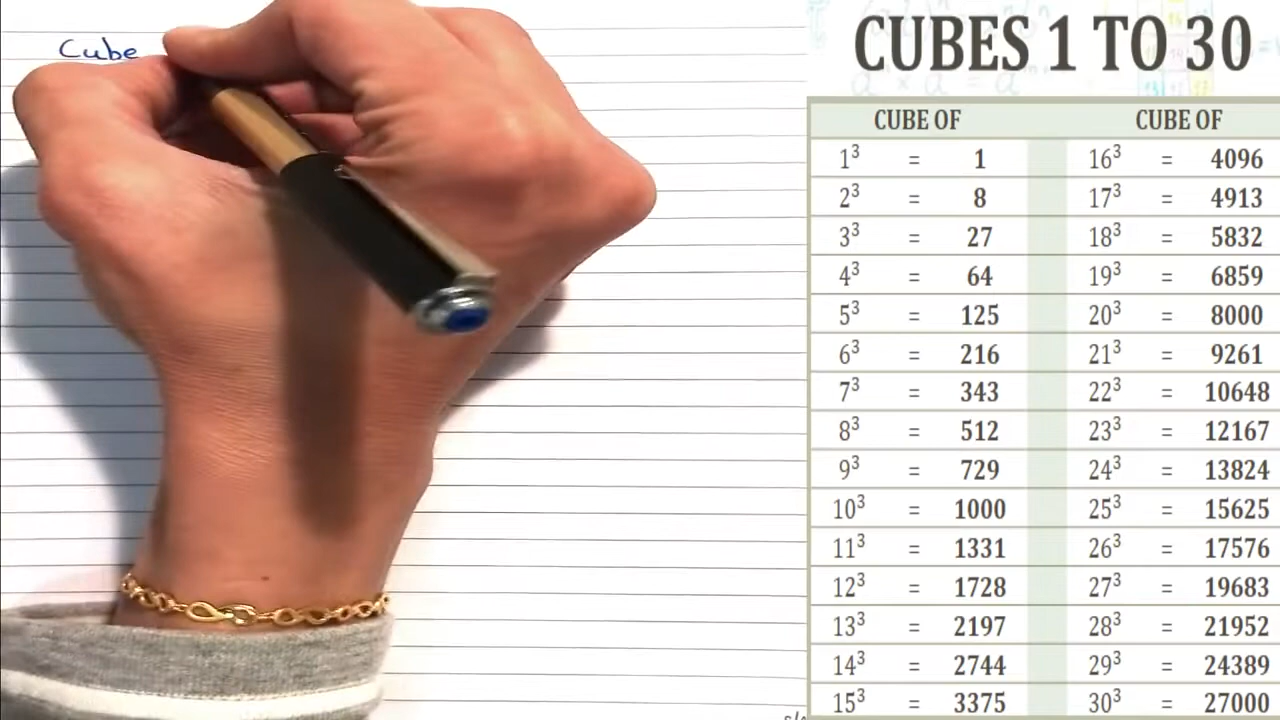 Cube
CUBES 1 TO 30
CUBE OF CUBE OF
1³ = 1 16³ = 4096
2³ = 8 17³ = 4913
3³ = 27 18³ = 5832
4³ = 64 19³ = 6859
5³ = 125 20³ = 8000
6³ = 216 21³ = 9261
7³ = 343 22³ = 10648
8³ = 512 23³ = 12167
9³ = 729 24³ = 13824
10³ = 1000 25³ = 15625
11³ = 1331 26³ = 17576
12³ = 1728 27³ = 19683
13³ = 2197 28³ = 21952
14³ = 2744 29³ = 24389
15³ = 3375 30³ = 27000